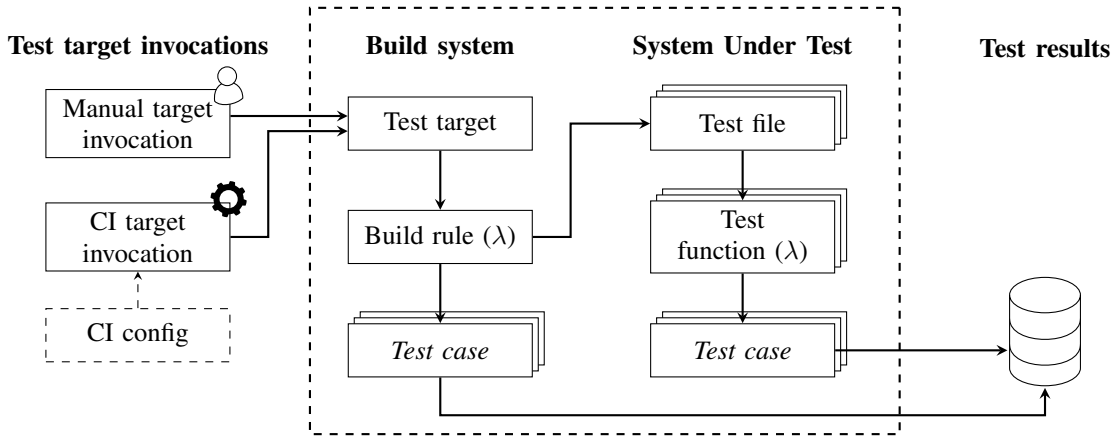 Test target invocations
Build system
System Under Test
Test results
Manual target
invocation
Test target
Test file
CI target
invocation
Build rule (λ)
Test
function (λ)
CI config
Test case
Test case